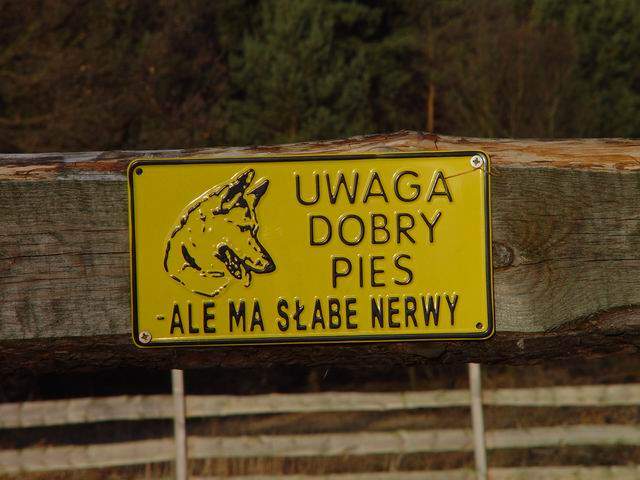 UWAGA
DOBRY
PIES
-ALE MA SŁABE NERWY